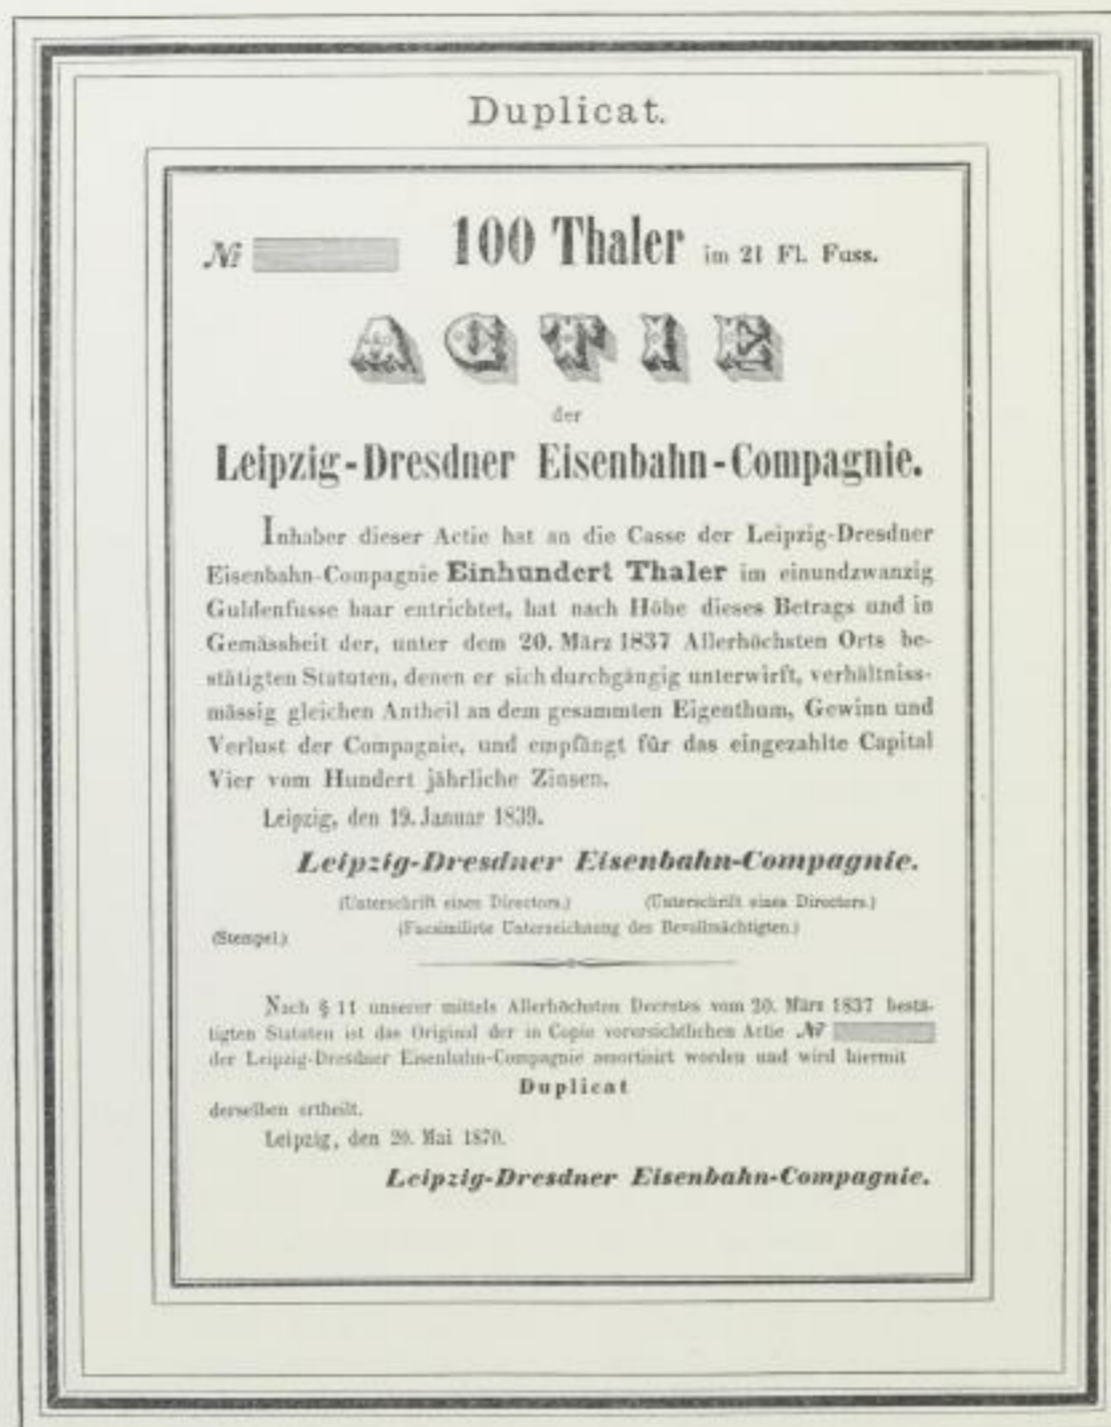 Duplicat.
№ 100 Thaler im 21 Fl. Fuss.
ACTIE
der
Leipzig-Dresdner Eisenbahn-Compagnie.
Inhaber dieser Actie hat an die Casse der Leipzig-Dresdner
Eisenbahn-Compagnie Einhundert Thaler im einundzwanzig
Guldenfusse baar entrichtet, hat nach Höhe dieses Betrags und in
Gemässheit der, unter dem 20. März 1837 Allerhöchsten Orts be-
stätigten Statuten, denen er sich durchgängig unterwirft, verhältniss-
mässig gleichen Antheil an dem gesammten Eigenthum, Gewinn und
Verlust der Compagnie, und empfängt für das eingezahlte Capital
Vier vom Hundert jährliche Zinsen.
Leipzig, den 19. Januar 1839.
Leipzig-Dresdner Eisenbahn-Compagnie.
(Unterschrift eines Directors.) (Unterschrift eines Directors.)
(Facsimilirte Unterzeichnung des Bevollmächtigten.)
(Stempel.)
Nach § 11 unserer mittels Allerhöchsten Decretes vom 20. März 1837 bestä-
tigten Statuten ist das Original der in Copie vorersichtlichen Actie №
der Leipzig-Dresdner Eisenbahn-Compagnie amortisirt worden und wird hiermit
Duplicat
derselben ertheilt.
Leipzig, den 20. Mai 1870.
Leipzig-Dresdner Eisenbahn-Compagnie.